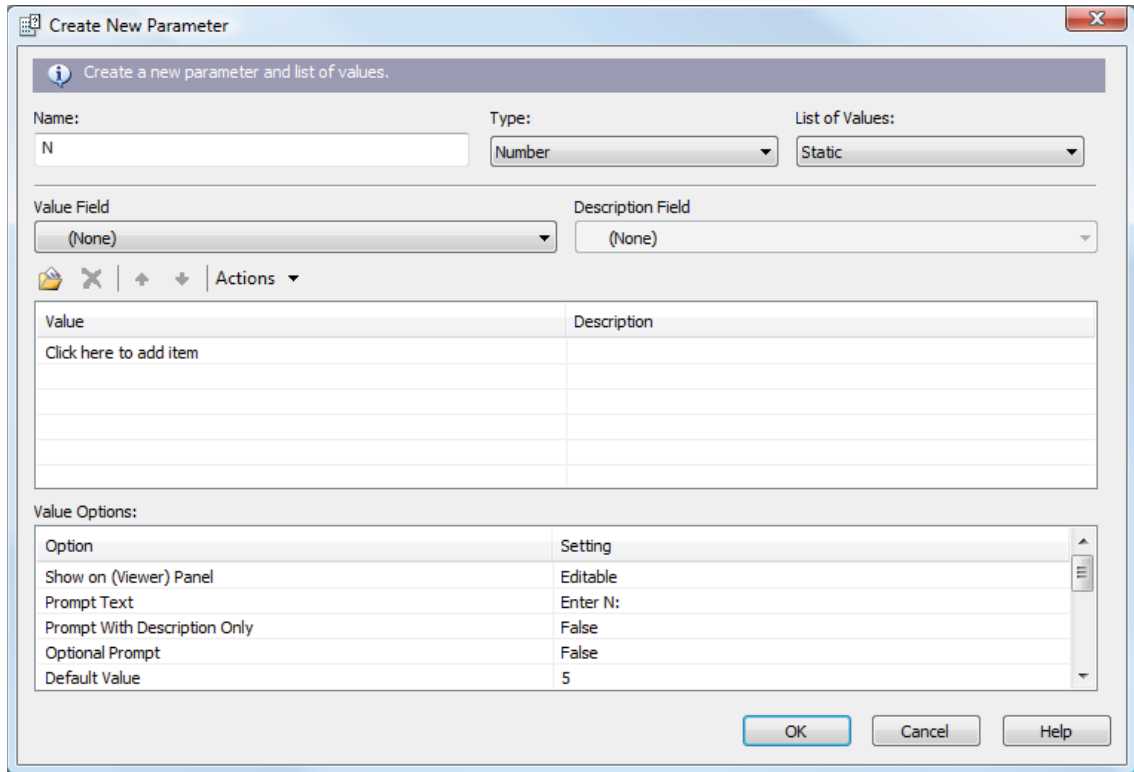 Create New Parameter
Create a new parameter and list of values.
Name: Type: List of Values:
N Number Static
Value Field Description Field
(None) (None)
Actions
Value Description
Click here to add item
Value Options:
Option Setting
Show on (Viewer) Panel Editable
Prompt Text Enter N:
Prompt With Description Only False
Optional Prompt False
Default Value 5
OK Cancel Help